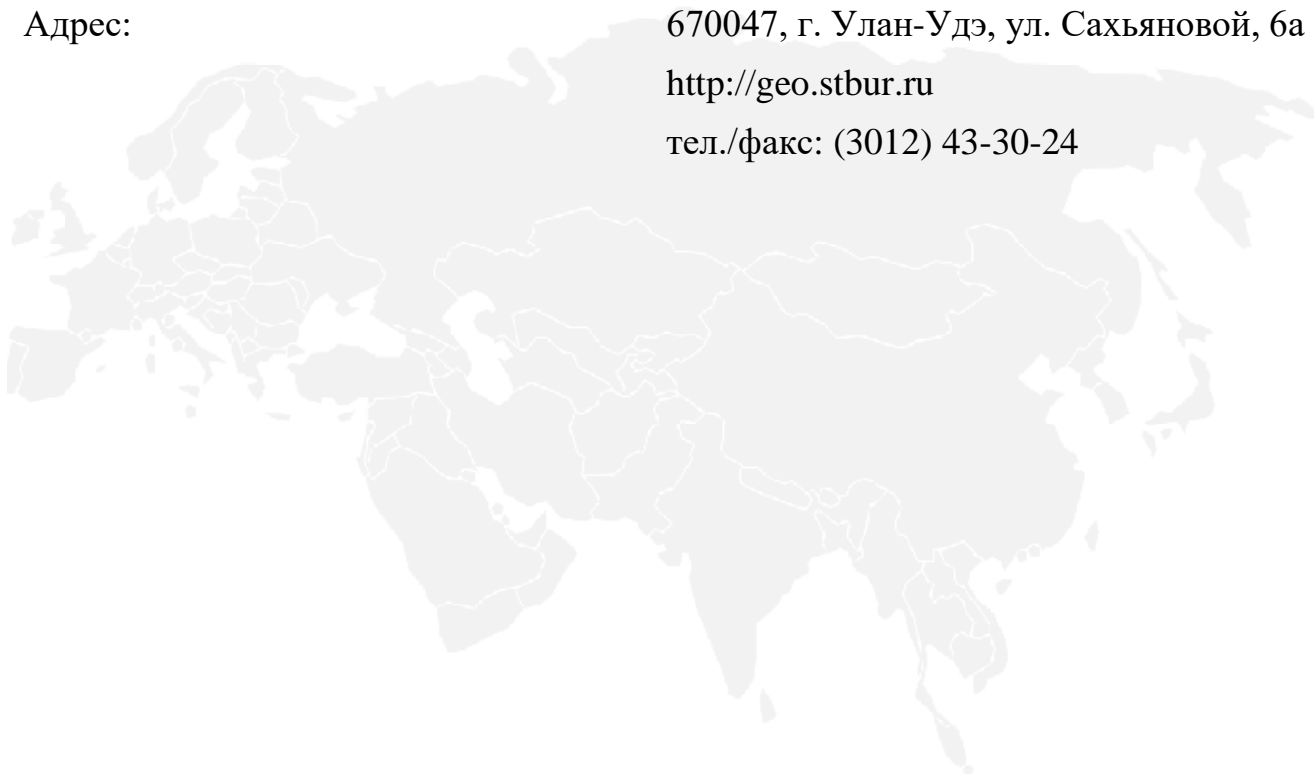 Адрес: 670047, г. Улан-Удэ, ул. Сахьяновой, 6а
http://geo.stbur.ru
тел./факс: (3012) 43-30-24